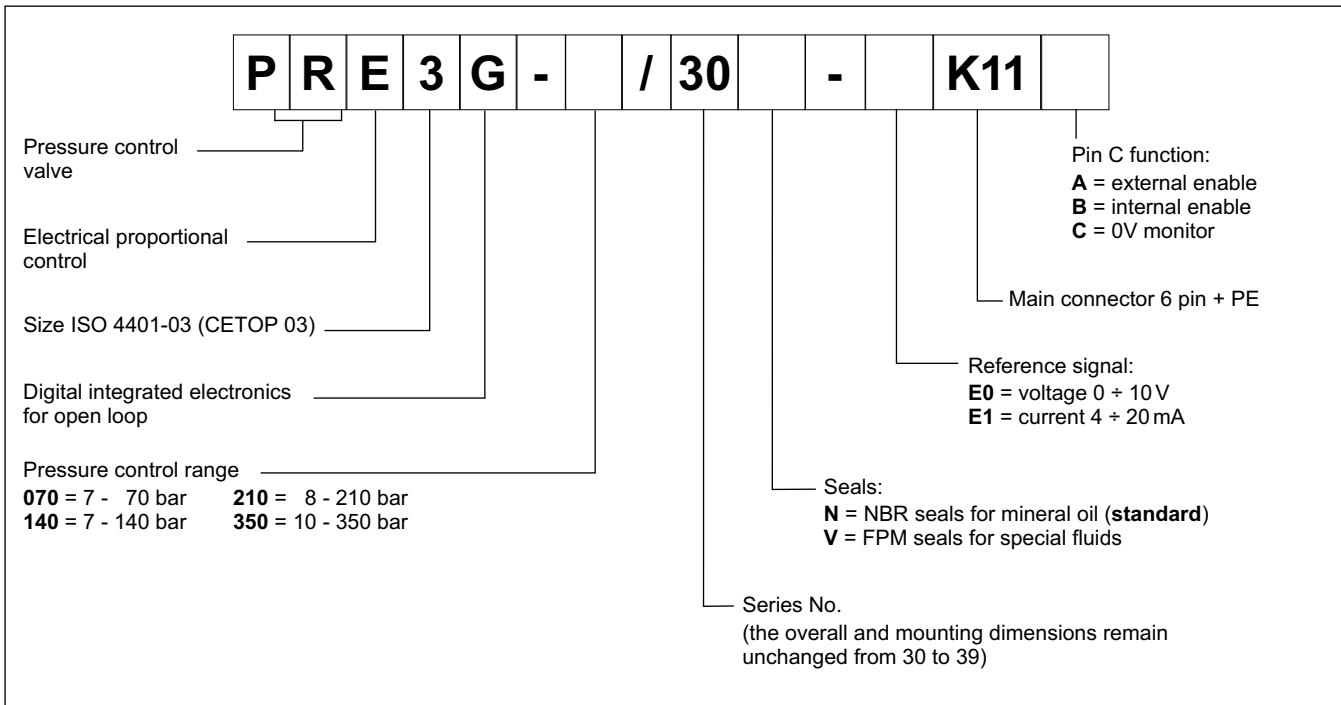 P R E 3 G - / 30 - K11
Pressure control
valve
Electrical proportional
control
Size ISO 4401-03 (CETOP 03)
Digital integrated electronics
for open loop
Pressure control range
070 = 7 - 70 bar 210 = 8 - 210 bar
140 = 7 - 140 bar 350 = 10 - 350 bar
Pin C function:
A = external enable
B = internal enable
C = 0V monitor
Main connector 6 pin + PE
Reference signal:
E0 = voltage 0 ÷ 10 V
E1 = current 4 ÷ 20 mA
Seals:
N = NBR seals for mineral oil (standard)
V = FPM seals for special fluids
Series No.
(the overall and mounting dimensions remain
unchanged from 30 to 39)